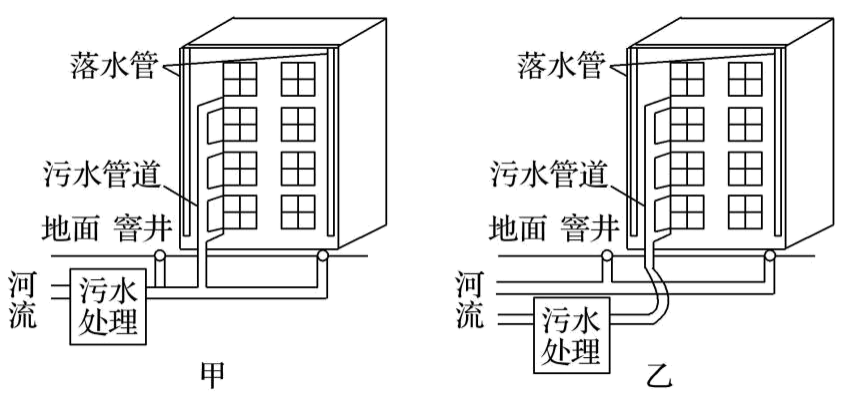 落水管
污水管道
地面 窨井
河流
污水
处理
甲
落水管
污水管道
地面 窨井
河流
污水
处理
乙